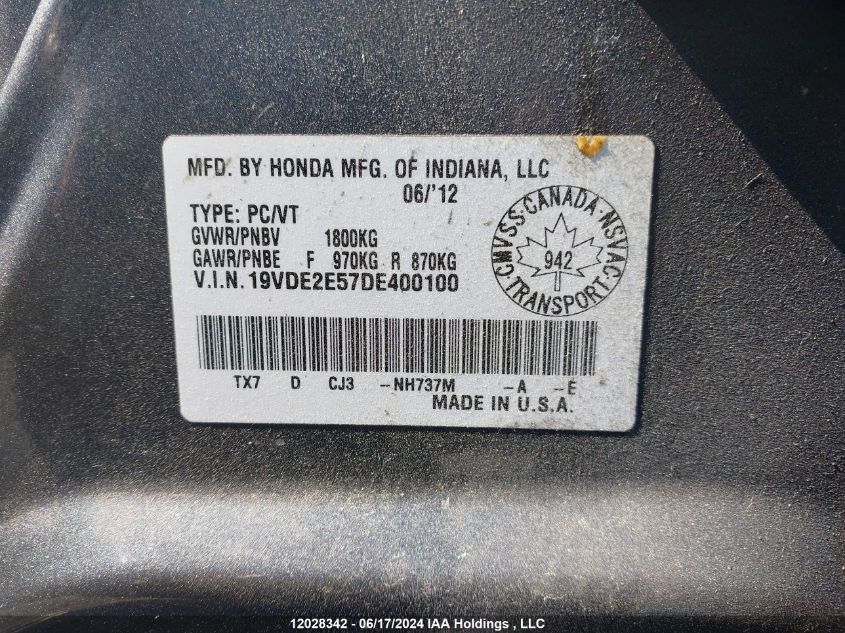 MFD. BY HONDA MFG. OF INDIANA, LLC
06/'12
TYPE: PC/VT
GVWR/PNBV 1800KG
GAWR/PNBE F 970KG R 870KG
V.I.N. 19VDE2E57DE400100
CMVSS · CANADA · NSVAC · TRANSPORT ·
942
TX7 D CJ3 -NH737M -A -E
MADE IN U.S.A.
12028342 - 06/17/2024 IAA Holdings , LLC